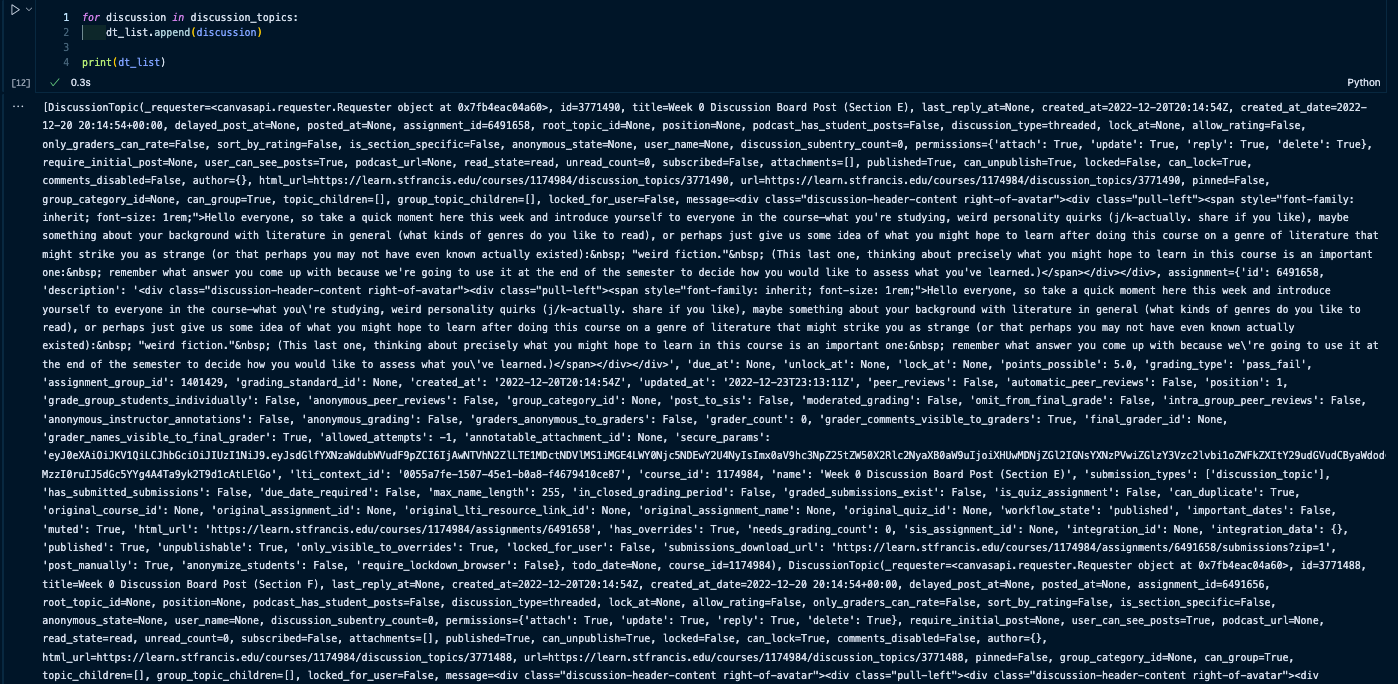 1 for discussion in discussion_topics:
2 dt_list.append(discussion)
3
4 print(dt_list)
[12] ✓ 0.3s Python
... [DiscussionTopic(_requester=<canvasapi.requester.Requester object at 0x7fb4eac04a60>, id=3771490, title=Week 0 Discussion Board Post (Section E), last_reply_at=None, created_at=2022-12-20T20:14:54Z, created_at_date=2022-
12-20 20:14:54+00:00, delayed_post_at=None, posted_at=None, assignment_id=6491658, root_topic_id=None, position=None, podcast_has_student_posts=False, discussion_type=threaded, lock_at=None, allow_rating=False,
only_graders_can_rate=False, sort_by_rating=False, is_section_specific=False, anonymous_state=None, user_name=None, discussion_subentry_count=0, permissions={'attach': True, 'update': True, 'reply': True, 'delete': True},
require_initial_post=None, user_can_see_posts=True, podcast_url=None, read_state=read, unread_count=0, subscribed=False, attachments=[], published=True, can_unpublish=True, locked=False, can_lock=True,
comments_disabled=False, author={}, html_url=https://learn.stfrancis.edu/courses/1174984/discussion_topics/3771490, url=https://learn.stfrancis.edu/courses/1174984/discussion_topics/3771490, pinned=False,
group_category_id=None, can_group=True, topic_children=[], group_topic_children=[], locked_for_user=False, message=<div class="discussion-header-content right-of-avatar"><div class="pull-left"><span style="font-family:
inherit; font-size: 1rem;">Hello everyone, so take a quick moment here this week and introduce yourself to everyone in the course—what you're studying, weird personality quirks (j/k—actually. share if you like), maybe
something about your background with literature in general (what kinds of genres do you like to read), or perhaps just give us some idea of what you might hope to learn after doing this course on a genre of literature that
might strike you as strange (or that perhaps you may not have even known actually existed):&nbsp; "weird fiction."&nbsp; (This last one, thinking about precisely what you might hope to learn in this course is an important
one:&nbsp; remember what answer you come up with because we're going to use it at the end of the semester to decide how you would like to assess what you've learned.)</span></div></div>, assignment={'id': 6491658,
'description': '<div class="discussion-header-content right-of-avatar"><div class="pull-left"><span style="font-family: inherit; font-size: 1rem;">Hello everyone, so take a quick moment here this week and introduce
yourself to everyone in the course—what you\'re studying, weird personality quirks (j/k—actually. share if you like), maybe something about your background with literature in general (what kinds of genres do you like to
read), or perhaps just give us some idea of what you might hope to learn after doing this course on a genre of literature that might strike you as strange (or that perhaps you may not have even known actually
existed):&nbsp; "weird fiction."&nbsp; (This last one, thinking about precisely what you might hope to learn in this course is an important one:&nbsp; remember what answer you come up with because we\'re going to use it at
the end of the semester to decide how you would like to assess what you\'ve learned.)</span></div></div>', 'due_at': None, 'unlock_at': None, 'lock_at': None, 'points_possible': 5.0, 'grading_type': 'pass_fail',
'assignment_group_id': 1401429, 'grading_standard_id': None, 'created_at': '2022-12-20T20:14:54Z', 'updated_at': '2022-12-23T23:13:11Z', 'peer_reviews': False, 'automatic_peer_reviews': False, 'position': 1,
'grade_group_students_individually': False, 'anonymous_peer_reviews': False, 'group_category_id': None, 'post_to_sis': False, 'moderated_grading': False, 'omit_from_final_grade': False, 'intra_group_peer_reviews': False,
'anonymous_instructor_annotations': False, 'anonymous_grading': False, 'graders_anonymous_to_graders': False, 'grader_count': 0, 'grader_comments_visible_to_graders': True, 'final_grader_id': None,
'grader_names_visible_to_final_grader': True, 'allowed_attempts': -1, 'annotatable_attachment_id': None, 'secure_params':
'lti_context_id': '0055a7fe-1507-45e1-b0a8-f4679410ce87', 'course_id': 1174984, 'name': 'Week 0 Discussion Board Post (Section E)', 'submission_types': ['discussion_topic'],
'has_submitted_submissions': False, 'due_date_required': False, 'max_name_length': 255, 'in_closed_grading_period': False, 'graded_submissions_exist': False, 'is_quiz_assignment': False, 'can_duplicate': True,
'original_course_id': None, 'original_assignment_id': None, 'original_lti_resource_link_id': None, 'original_assignment_name': None, 'original_quiz_id': None, 'workflow_state': 'published', 'important_dates': False,
'muted': True, 'html_url': 'https://learn.stfrancis.edu/courses/1174984/assignments/6491658', 'has_overrides': True, 'needs_grading_count': 0, 'sis_assignment_id': None, 'integration_id': None, 'integration_data': {},
'published': True, 'unpublishable': True, 'only_visible_to_overrides': True, 'locked_for_user': False, 'submissions_download_url': 'https://learn.stfrancis.edu/courses/1174984/assignments/6491658/submissions?zip=1',
'post_manually': True, 'anonymize_students': False, 'require_lockdown_browser': False}, todo_date=None, course_id=1174984), DiscussionTopic(_requester=<canvasapi.requester.Requester object at 0x7fb4eac04a60>, id=3771488,
title=Week 0 Discussion Board Post (Section F), last_reply_at=None, created_at=2022-12-20T20:14:54Z, created_at_date=2022-12-20 20:14:54+00:00, delayed_post_at=None, posted_at=None, assignment_id=6491656,
root_topic_id=None, position=None, podcast_has_student_posts=False, discussion_type=threaded, lock_at=None, allow_rating=False, only_graders_can_rate=False, sort_by_rating=False, is_section_specific=False,
anonymous_state=None, user_name=None, discussion_subentry_count=0, permissions={'attach': True, 'update': True, 'reply': True, 'delete': True}, require_initial_post=None, user_can_see_posts=True, podcast_url=None,
read_state=read, unread_count=0, subscribed=False, attachments=[], published=True, can_unpublish=True, locked=False, can_lock=True, comments_disabled=False, author={},
html_url=https://learn.stfrancis.edu/courses/1174984/discussion_topics/3771488, url=https://learn.stfrancis.edu/courses/1174984/discussion_topics/3771488, pinned=False, group_category_id=None, can_group=True,
topic_children=[], group_topic_children=[], locked_for_user=False, message=<div class="discussion-header-content right-of-avatar"><div class="pull-left"><div class="discussion-header-content right-of-avatar"><div